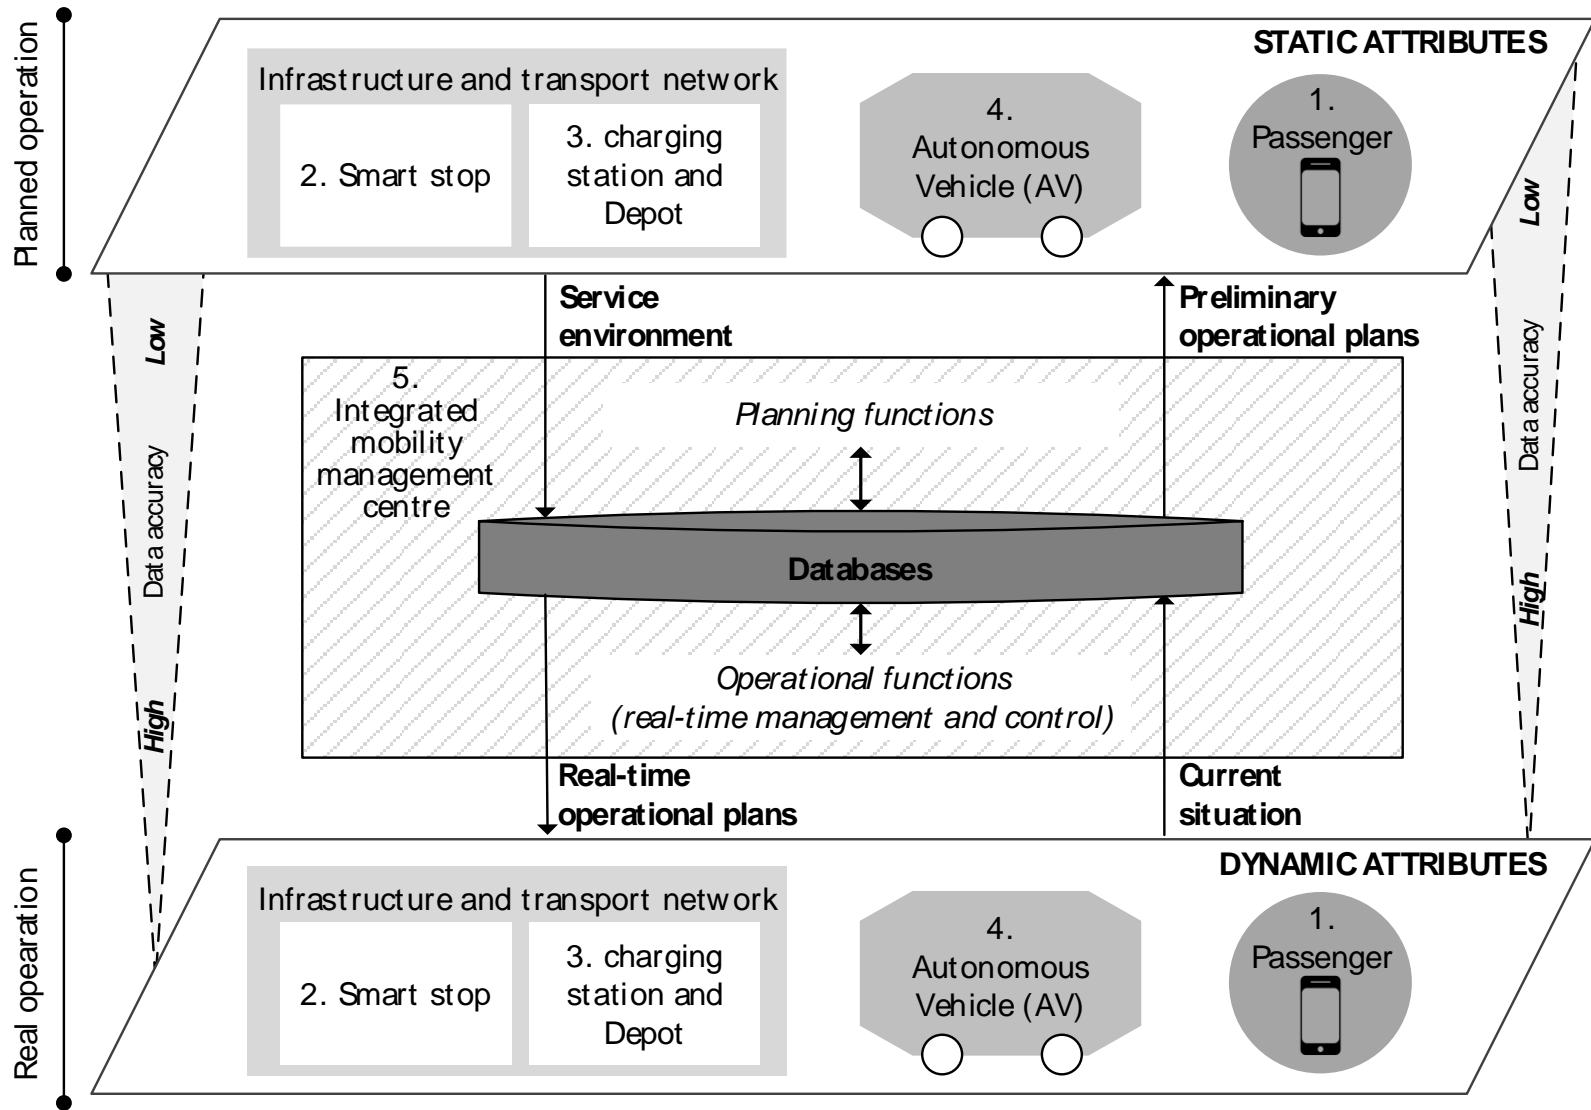 Planned operation
STATIC ATTRIBUTES
Infrastructure and transport network
2. Smart stop
3. charging
station and
Depot
4.
Autonomous
Vehicle (AV)
1.
Passenger
Low
Data accuracy
High
Low
Data accuracy
High
Service
environment
Preliminary
operational plans
5.
Integrated
mobility
management
centre
Planning functions
Databases
Operational functions
(real-time management and control)
Real-time
operational plans
Current
situation
Real opearation
DYNAMIC ATTRIBUTES
Infrastructure and transport network
2. Smart stop
3. charging
station and
Depot
4.
Autonomous
Vehicle (AV)
1.
Passenger